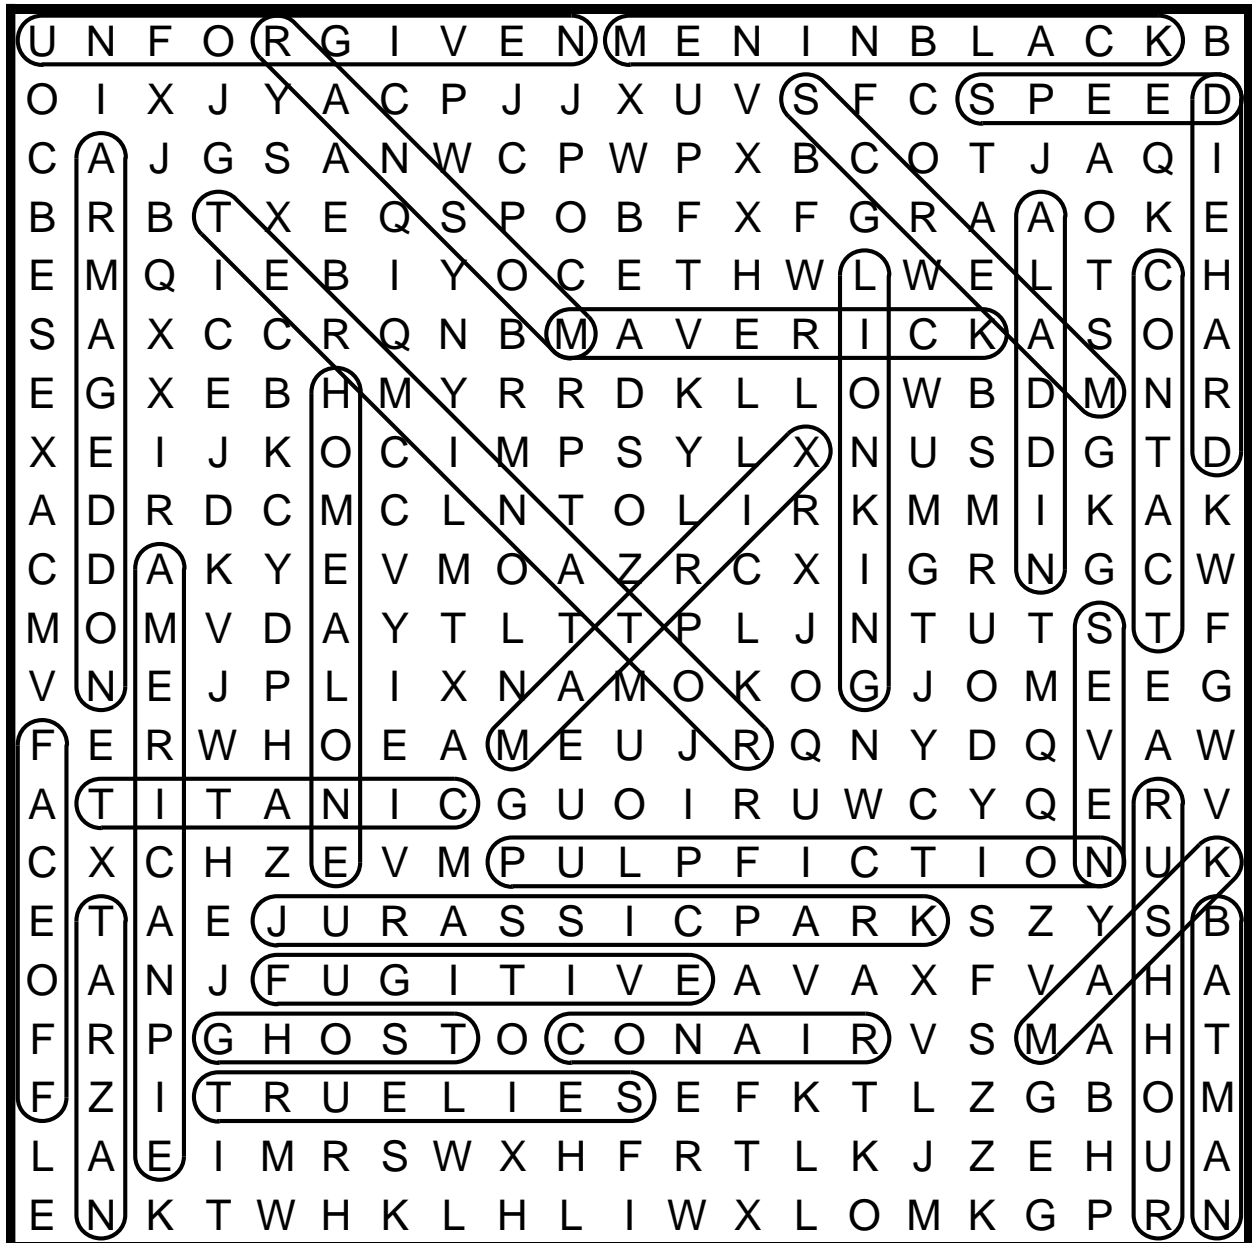 U N F O R G I V E N M E N I N B L A C K B
O I X J Y A C P J J X U V S F C S P E E D
C A J G S A N W C P W P X B C O T J A Q I
B R B T X E Q S P O B F X F G R A A O K E
E M Q I E B I Y O C E T H W L W E L T C H
S A X C C R Q N B M A V E R I C K A S O A
E G X E B H M Y R R D K L L O W B D M N R
X E I J K O C I M P S Y L X N U S D G T D
A D R D C M C L N T O L I R K M M I K A K
C D A K Y E V M O A Z R C X I G R N G C W
M O M V D A Y T L T T P L J N T U T S T F
V N E J P L I X N A M O K O G J O M E E G
F E R W H O E A M E U J R Q N Y D Q V A W
A T I T A N I C G U O I R U W C Y Q E R V
C X C H Z E V M P U L P F I C T I O N U K
E T A E J U R A S S I C P A R K S Z Y S B
O A N J F U G I T I V E A V A X F V A H A
F R P G H O S T O C O N A I R V S M A H T
F Z I T R U E L I E S E F K T L Z G B O M
L A E I M R S W X H F R T L K J Z E H U A
E N K T W H K L H L I W X L O M K G P R N